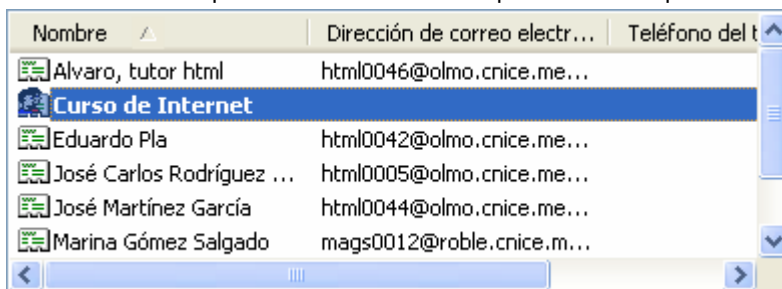 Nombre Dirección de correo electr... Teléfono del t
Alvaro, tutor html html0046@olmo.cnice.me...
Curso de Internet
Eduardo Pla html0042@olmo.cnice.me...
José Carlos Rodríguez ... html0005@olmo.cnice.me...
José Martínez García html0044@olmo.cnice.me...
Marina Gómez Salgado mags0012@roble.cnice.m...